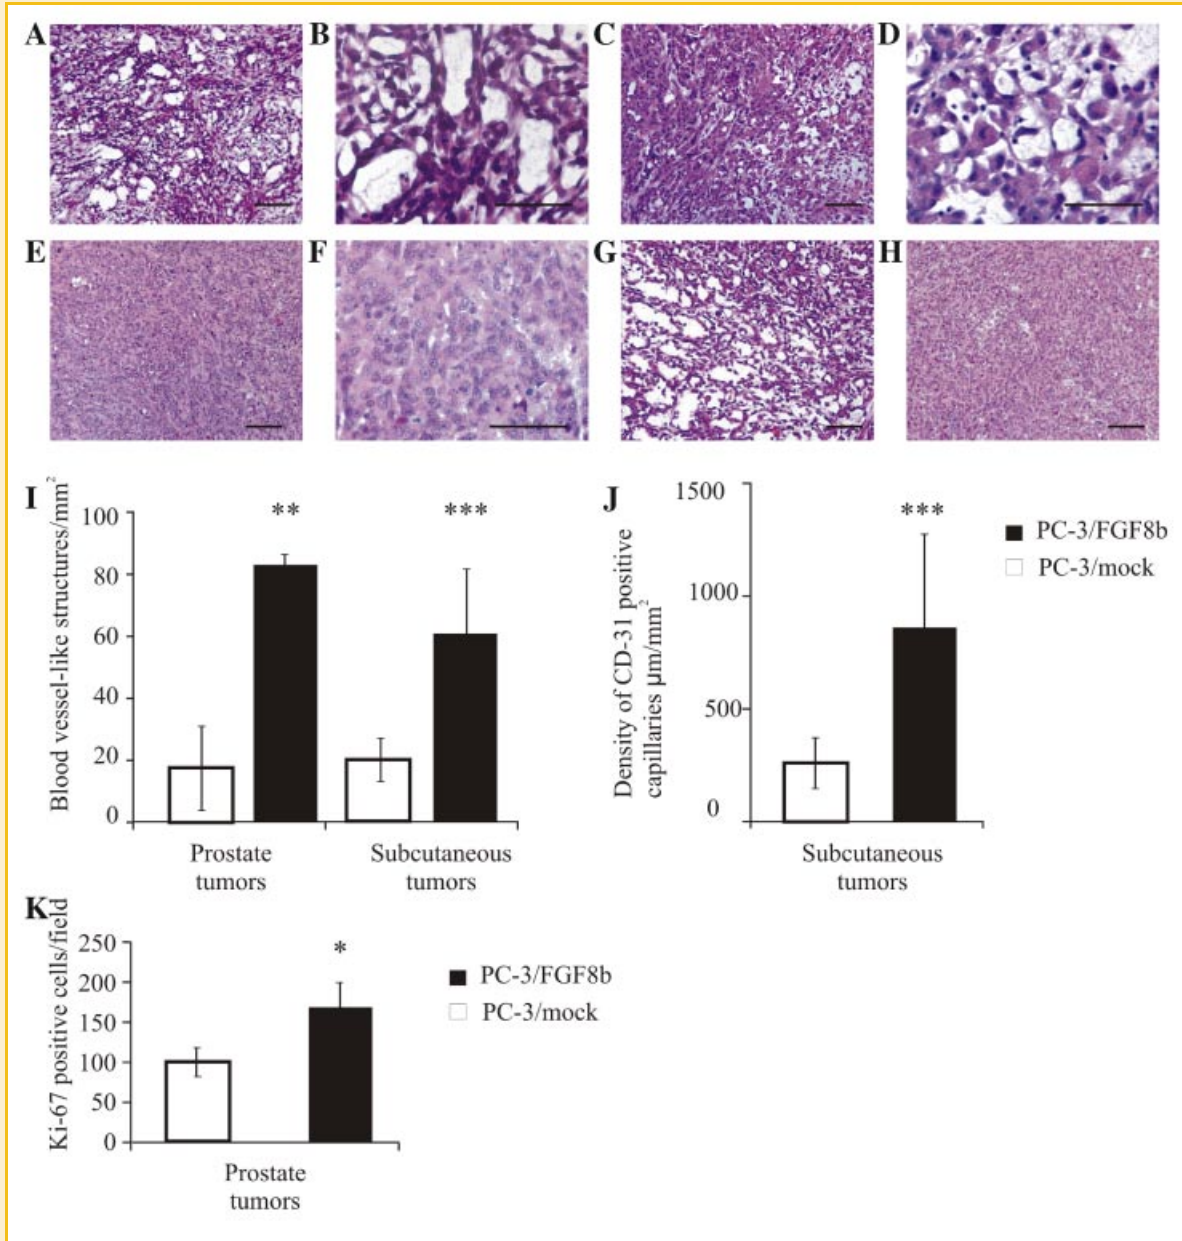 A B C D
E F G H
I
Blood vessel-like structures/mm²
100
80
60
40
20
0
** ***
Prostate
tumors
Subcutaneous
tumors
J
Density of CD-31 positive
capillaries µm/mm²
1500
1000
500
0
***
Subcutaneous
tumors
PC-3/FGF8b
PC-3/mock
K
Ki-67 positive cells/field
250
200
150
100
50
0
*
Prostate
tumors
PC-3/FGF8b
PC-3/mock